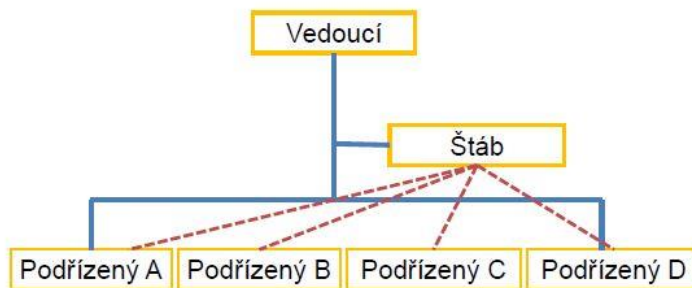 Vedoucí
Štáb
Podřízený A
Podřízený B
Podřízený C
Podřízený D